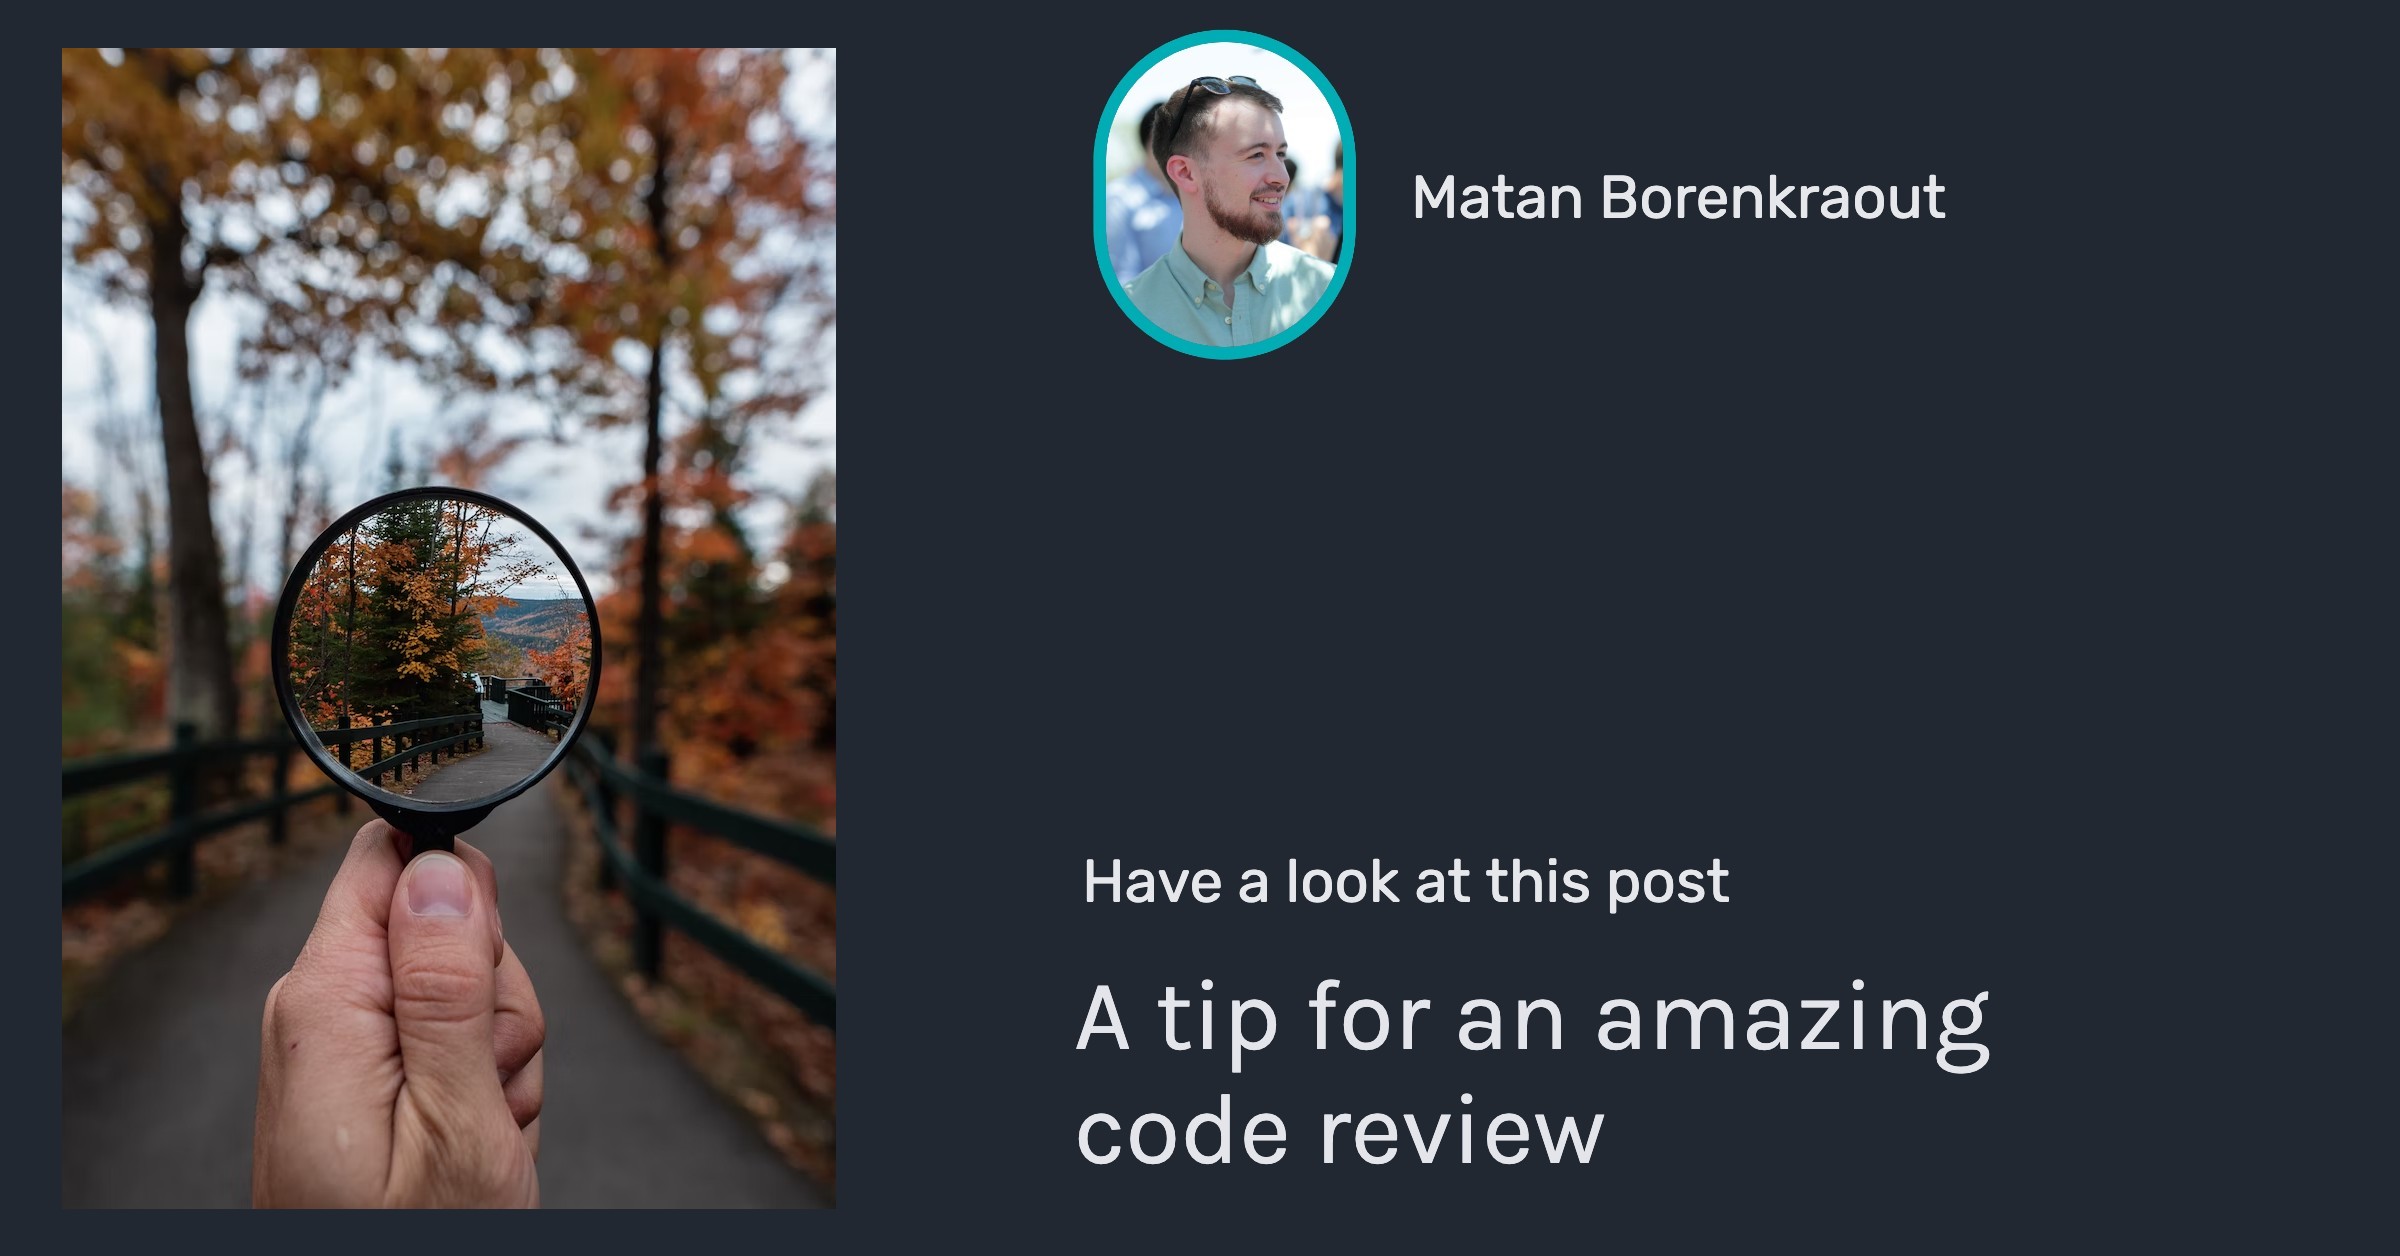 Matan Borenkraout
Have a look at this post
A tip for an amazing
code review